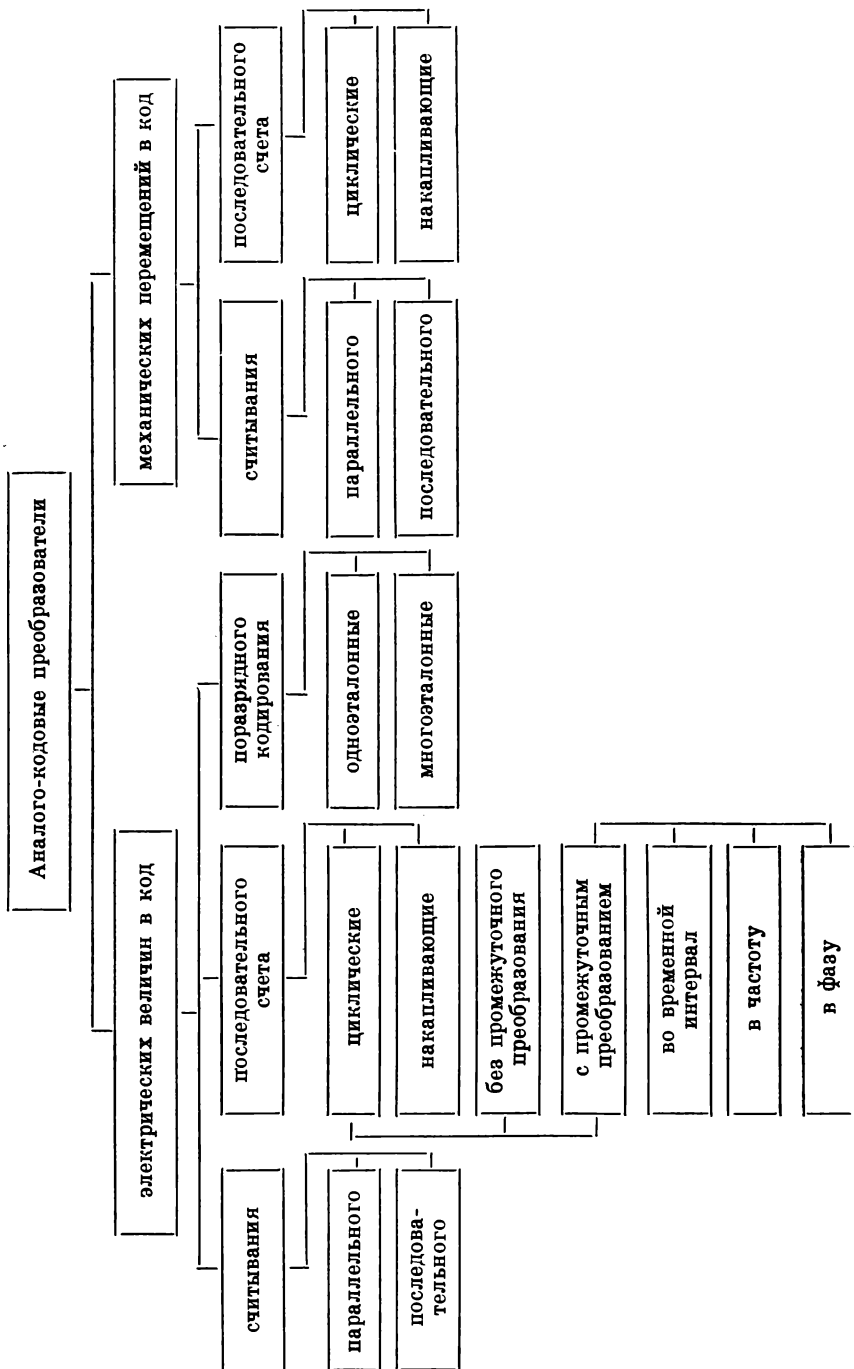 Аналого-кодовые преобразователи
электрических величин в код
механических перемещений в код
считывания
последовательного
счета
поразрядного
кодирования
считывания
последовательного
счета
параллельного
последова-
тельного
циклические
накапливающие
без промежуточного
преобразования
с промежуточным
преобразованием
во временной
интервал
в частоту
в фазу
одноэталонные
многоэталонные
параллельного
последовательного
циклические
накапливающие